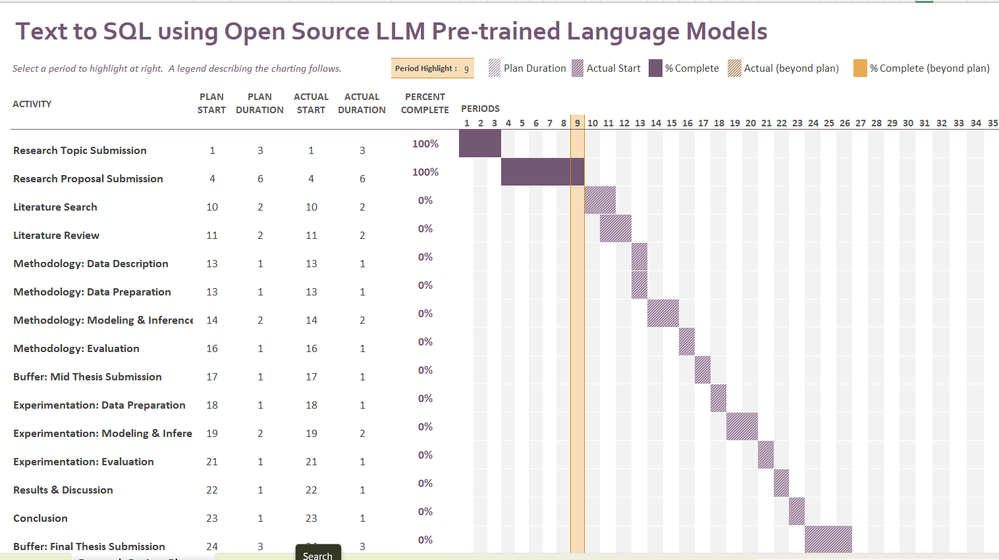 Text to SQL using Open Source LLM Pre-trained Language Models
Select a period to highlight at right.  A legend describing the charting follows.
Period Highlight : 9
Plan Duration
Actual Start
% Complete
Actual (beyond plan)
% Complete (beyond plan)
ACTIVITY
PLAN START
PLAN DURATION
ACTUAL START
ACTUAL DURATION
PERCENT COMPLETE
PERIODS
1 2 3 4 5 6 7 8 9 10 11 12 13 14 15 16 17 18 19 20 21 22 23 24 25 26 27 28 29 30 31 32 33 34 35
Research Topic Submission 1 3 1 3 100%
Research Proposal Submission 4 6 4 6 100%
Literature Search 10 2 10 2 0%
Literature Review 11 2 11 2 0%
Methodology: Data Description 13 1 13 1 0%
Methodology: Data Preparation 13 1 13 1 0%
Methodology: Modeling & Inference 14 2 14 2 0%
Methodology: Evaluation 16 1 16 1 0%
Buffer: Mid Thesis Submission 17 1 17 1 0%
Experimentation: Data Preparation 18 1 18 1 0%
Experimentation: Modeling & Infere 19 2 19 2 0%
Experimentation: Evaluation 21 1 21 1 0%
Results & Discussion 22 1 22 1 0%
Conclusion 23 1 23 1 0%
Buffer: Final Thesis Submission 24 3 3 0%
Search